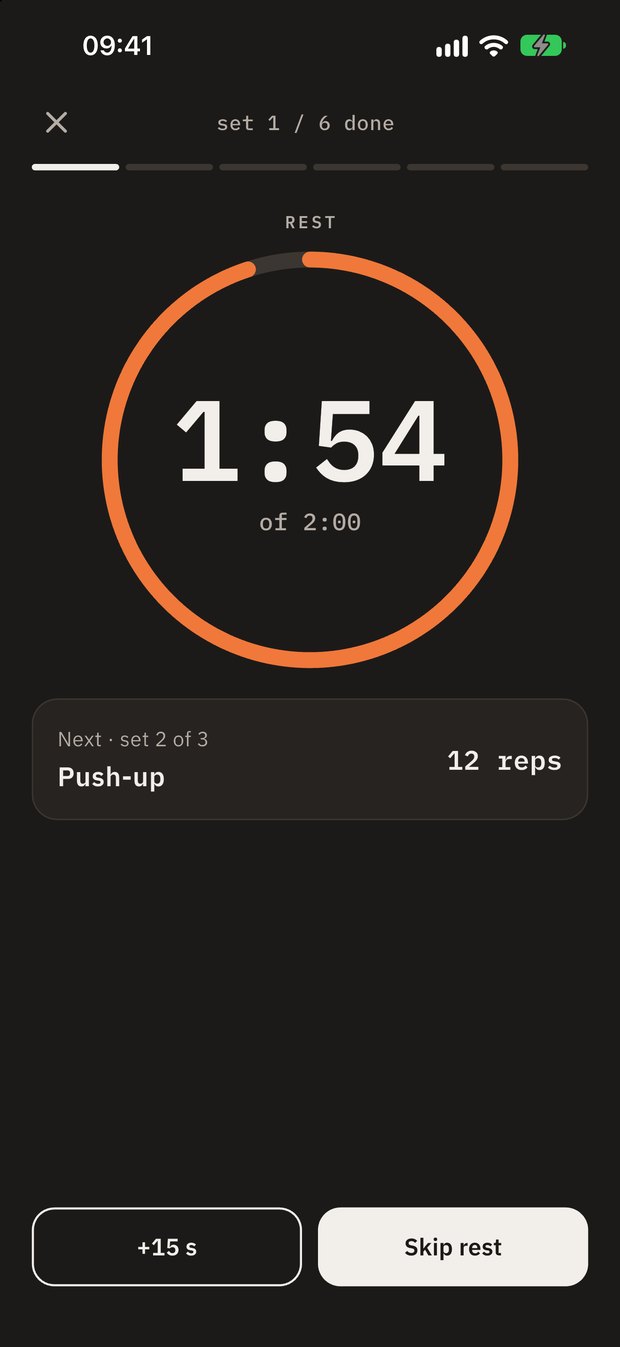 09:41
set 1 / 6 done
REST
1:54
of 2:00
Next · set 2 of 3
Push-up
12 reps
+15 s
Skip rest